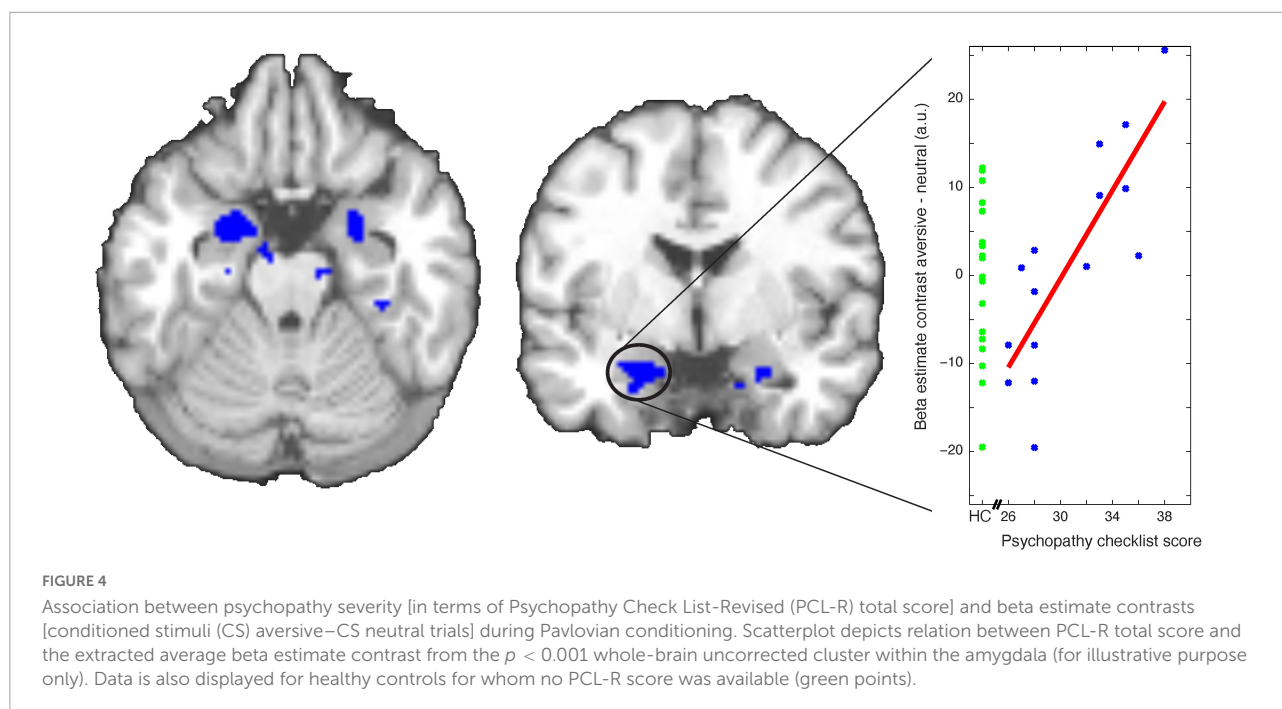 Beta estimate contrast aversive - neutral (a.u.)
20
10
0
−10
−20
HC
26
30
34
38
Psychopathy checklist score
FIGURE 4
Association between psychopathy severity [in terms of Psychopathy Check List-Revised (PCL-R) total score] and beta estimate contrasts
[conditioned stimuli (CS) aversive–CS neutral trials] during Pavlovian conditioning. Scatterplot depicts relation between PCL-R total score and
the extracted average beta estimate contrast from the p < 0.001 whole-brain uncorrected cluster within the amygdala (for illustrative purpose
only). Data is also displayed for healthy controls for whom no PCL-R score was available (green points).